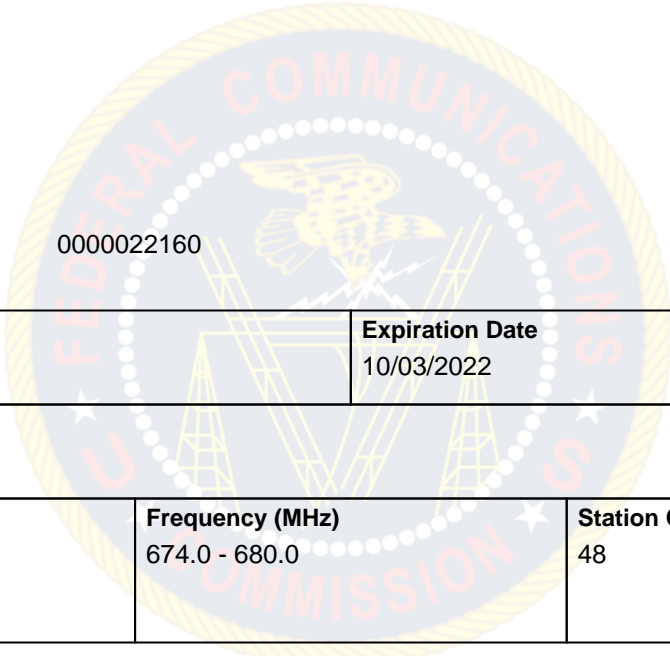 FEDERAL COMMUNICATIONS
0000022160
Expiration Date
10/03/2022
Frequency (MHz)
Station
674.0 - 680.0
48
U S
COMMISSION